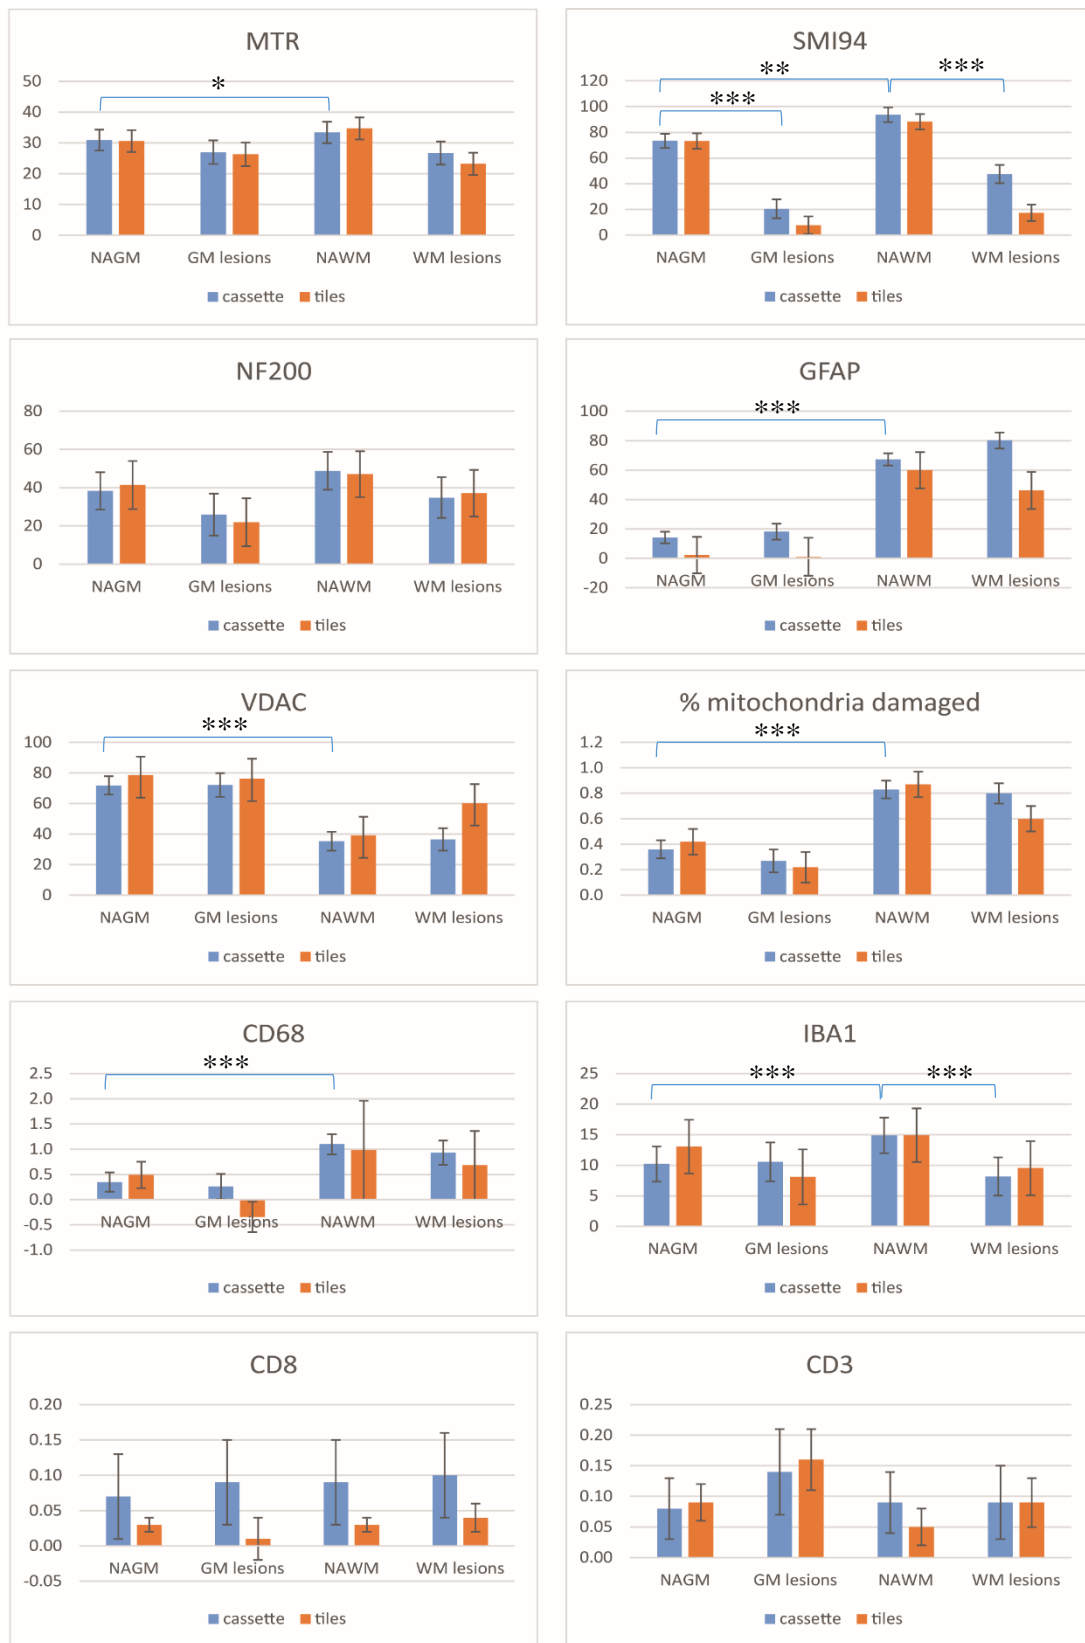 MTR
*
50
40
30
20
10
0
NAGM GM lesions NAWM WM lesions
cassette tiles
SMI94
** ***
***
120
100
80
60
40
20
0
NAGM GM lesions NAWM WM lesions
cassette tiles
NF200
80
60
40
20
0
NAGM GM lesions NAWM WM lesions
cassette tiles
GFAP
***
100
80
60
40
20
0
-20
NAGM GM lesions NAWM WM lesions
cassette tiles
VDAC
***
100
80
60
40
20
0
NAGM GM lesions NAWM WM lesions
cassette tiles
% mitochondria damaged
***
1.2
1.0
0.8
0.6
0.4
0.2
0.0
NAGM GM lesions NAWM WM lesions
cassette tiles
CD68
***
2.5
2.0
1.5
1.0
0.5
0.0
-0.5
-1.0
NAGM GM lesions NAWM WM lesions
cassette tiles
IBA1
*** ***
25
20
15
10
5
0
NAGM GM lesions NAWM WM lesions
cassette tiles
CD8
0.20
0.15
0.10
0.05
0.00
-0.05
NAGM GM lesions NAWM WM lesions
cassette tiles
CD3
0.25
0.20
0.15
0.10
0.05
0.00
NAGM GM lesions NAWM WM lesions
cassette tiles